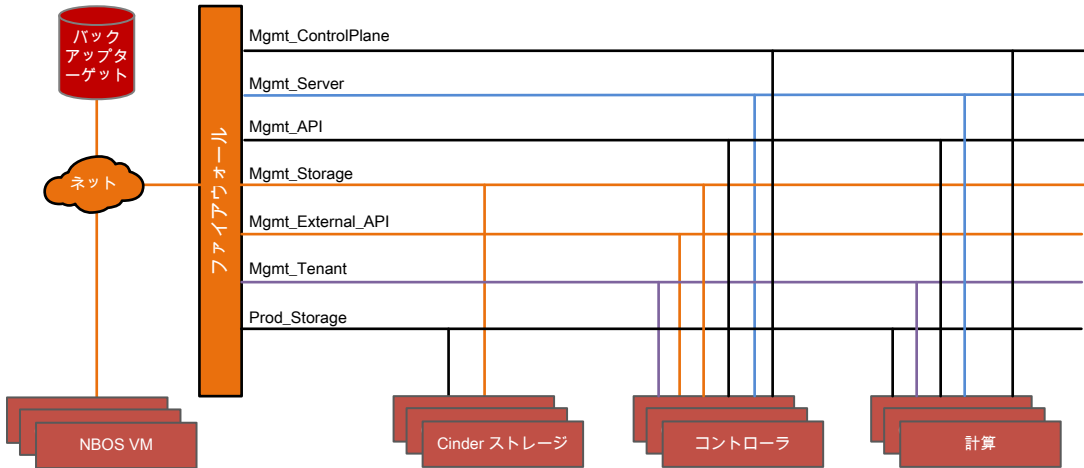 バック
アップタ
ーゲット
ネット
ファイアウォール
Mgmt_ControlPlane
Mgmt_Server
Mgmt_API
Mgmt_Storage
Mgmt_External_API
Mgmt_Tenant
Prod_Storage
NBOS VM
Cinder ストレージ
コントローラ
計算